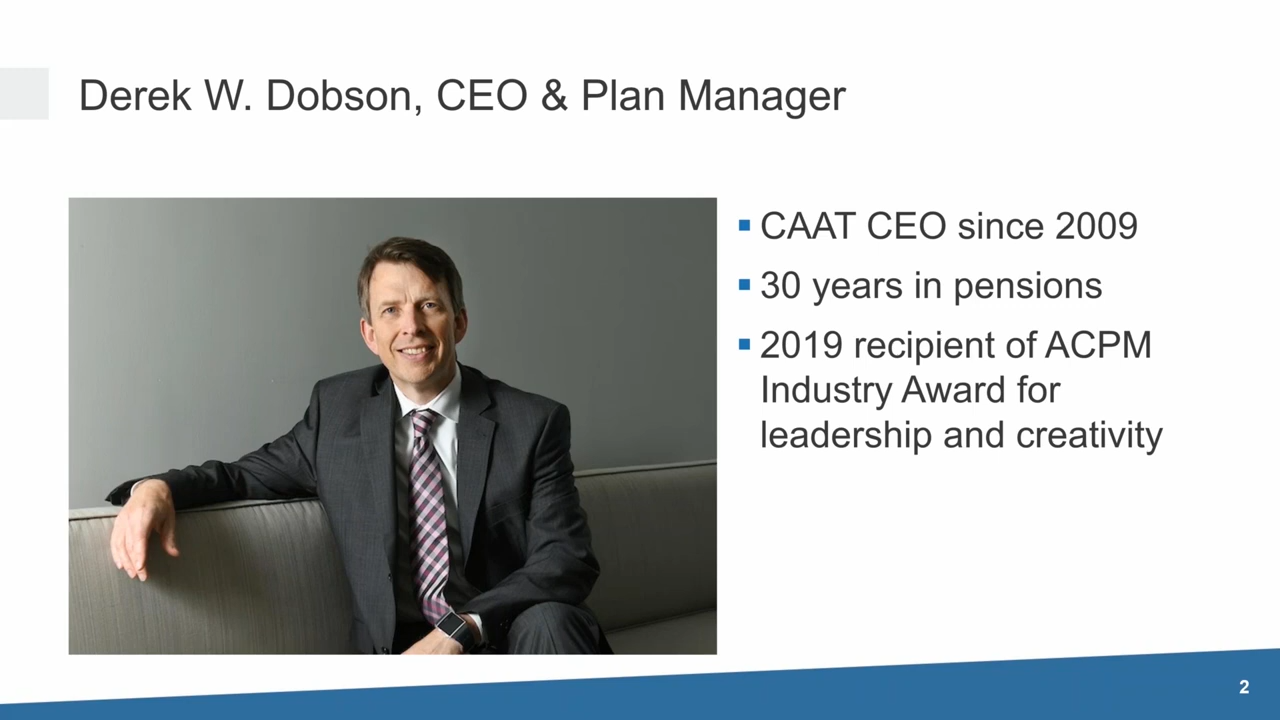 Derek W. Dobson, CEO & Plan Manager
CAAT CEO since 2009
30 years in pensions
2019 recipient of ACPM
Industry Award for
leadership and creativity
2